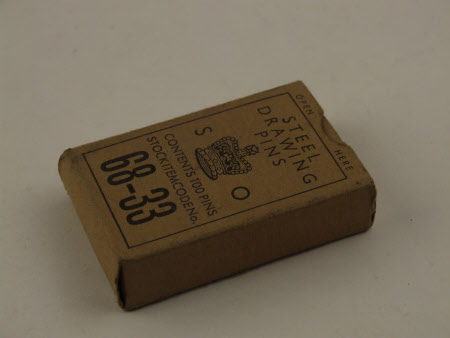 OPEN HERE
STEEL
DRAWING
PINS
S O
CONTENTS 100 PINS
STOCK ITEM CODE No.
68-33